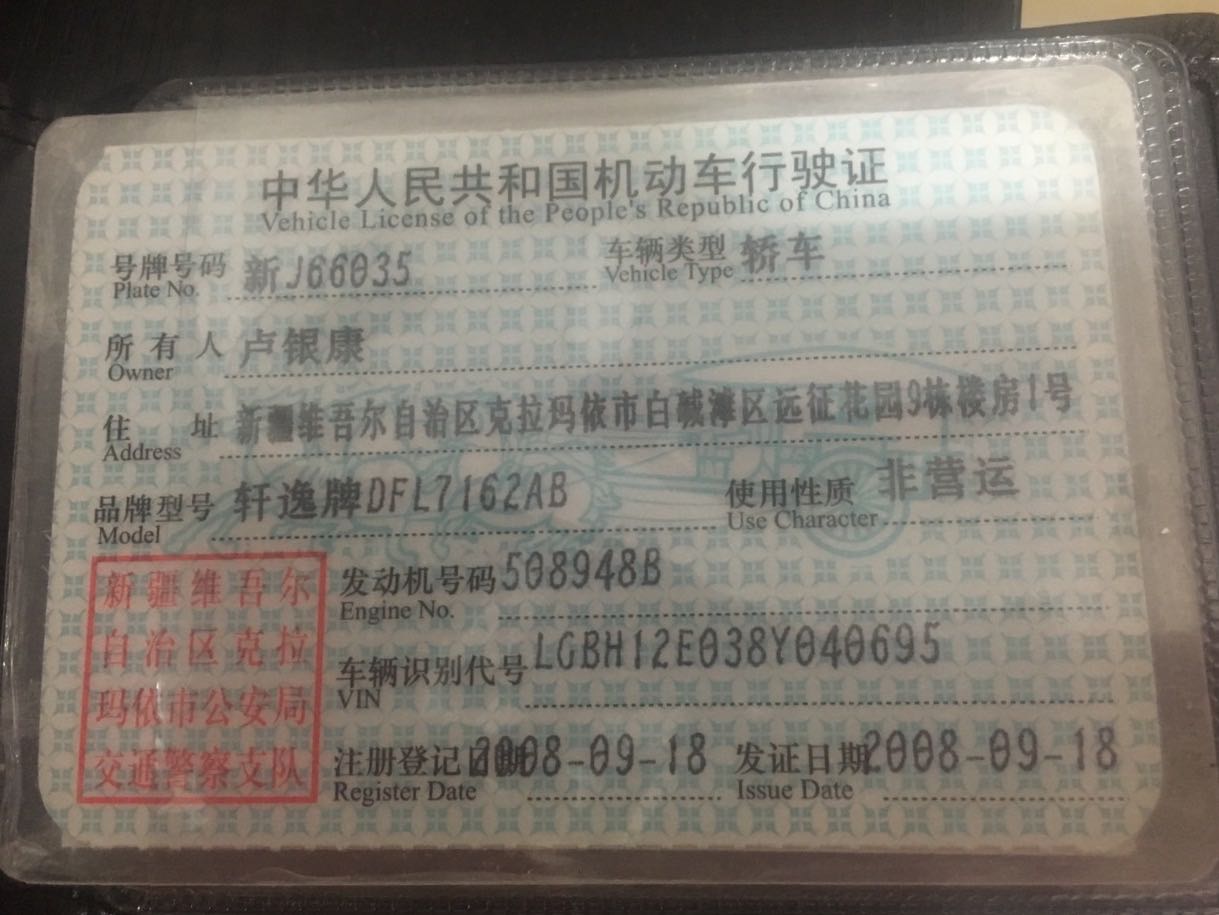 中华人民共和国机动车行驶证
Vehicle License of the People's Republic of China
号牌号码 新J66035 车辆类型 轿车
Plate No. Vehicle Type
所有人 卢银康
Owner
住址 新疆维吾尔自治区克拉玛依市白碱滩区远征花园9栋楼房1号
Address
品牌型号 轩逸牌DFL7162AB 使用性质 非营运
Model Use Character
新疆维吾尔
自治区克拉
玛依市公安局
交通警察支队
发动机号码 508948B
Engine No.
车辆识别代号 LGBH12E038Y040695
VIN
注册登记日期 2008-09-18 发证日期 2008-09-18
Register Date Issue Date